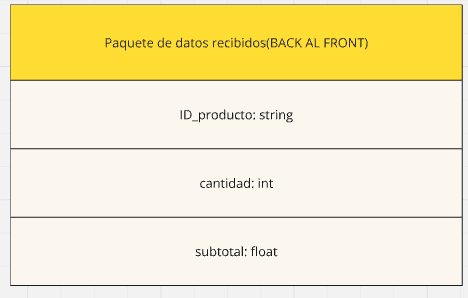 Paquete de datos recibidos(BACK AL FRONT)
ID_producto: string
cantidad: int
subtotal: float